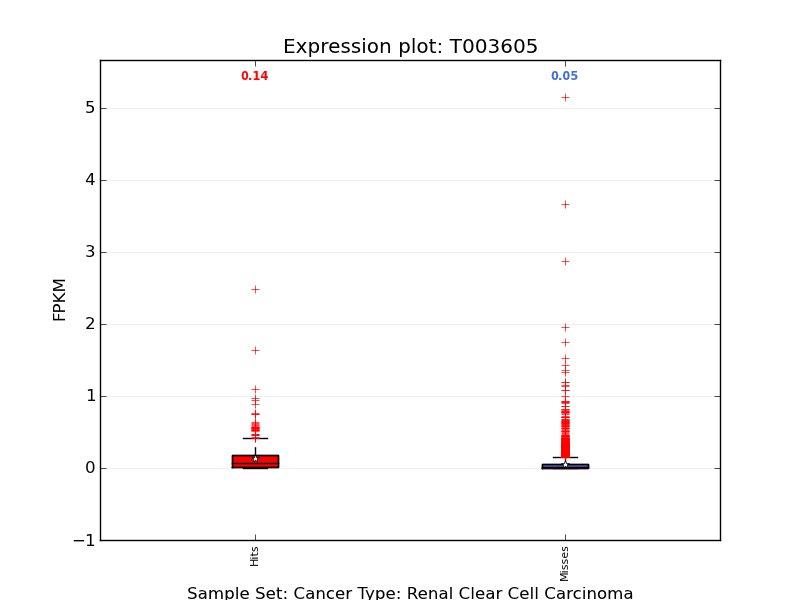 Expression plot: T003605
0.14 0.05
5
4
3
2
1
0
−1
FPKM
Hits Misses
Sample Set: Cancer Type: Renal Clear Cell Carcinoma